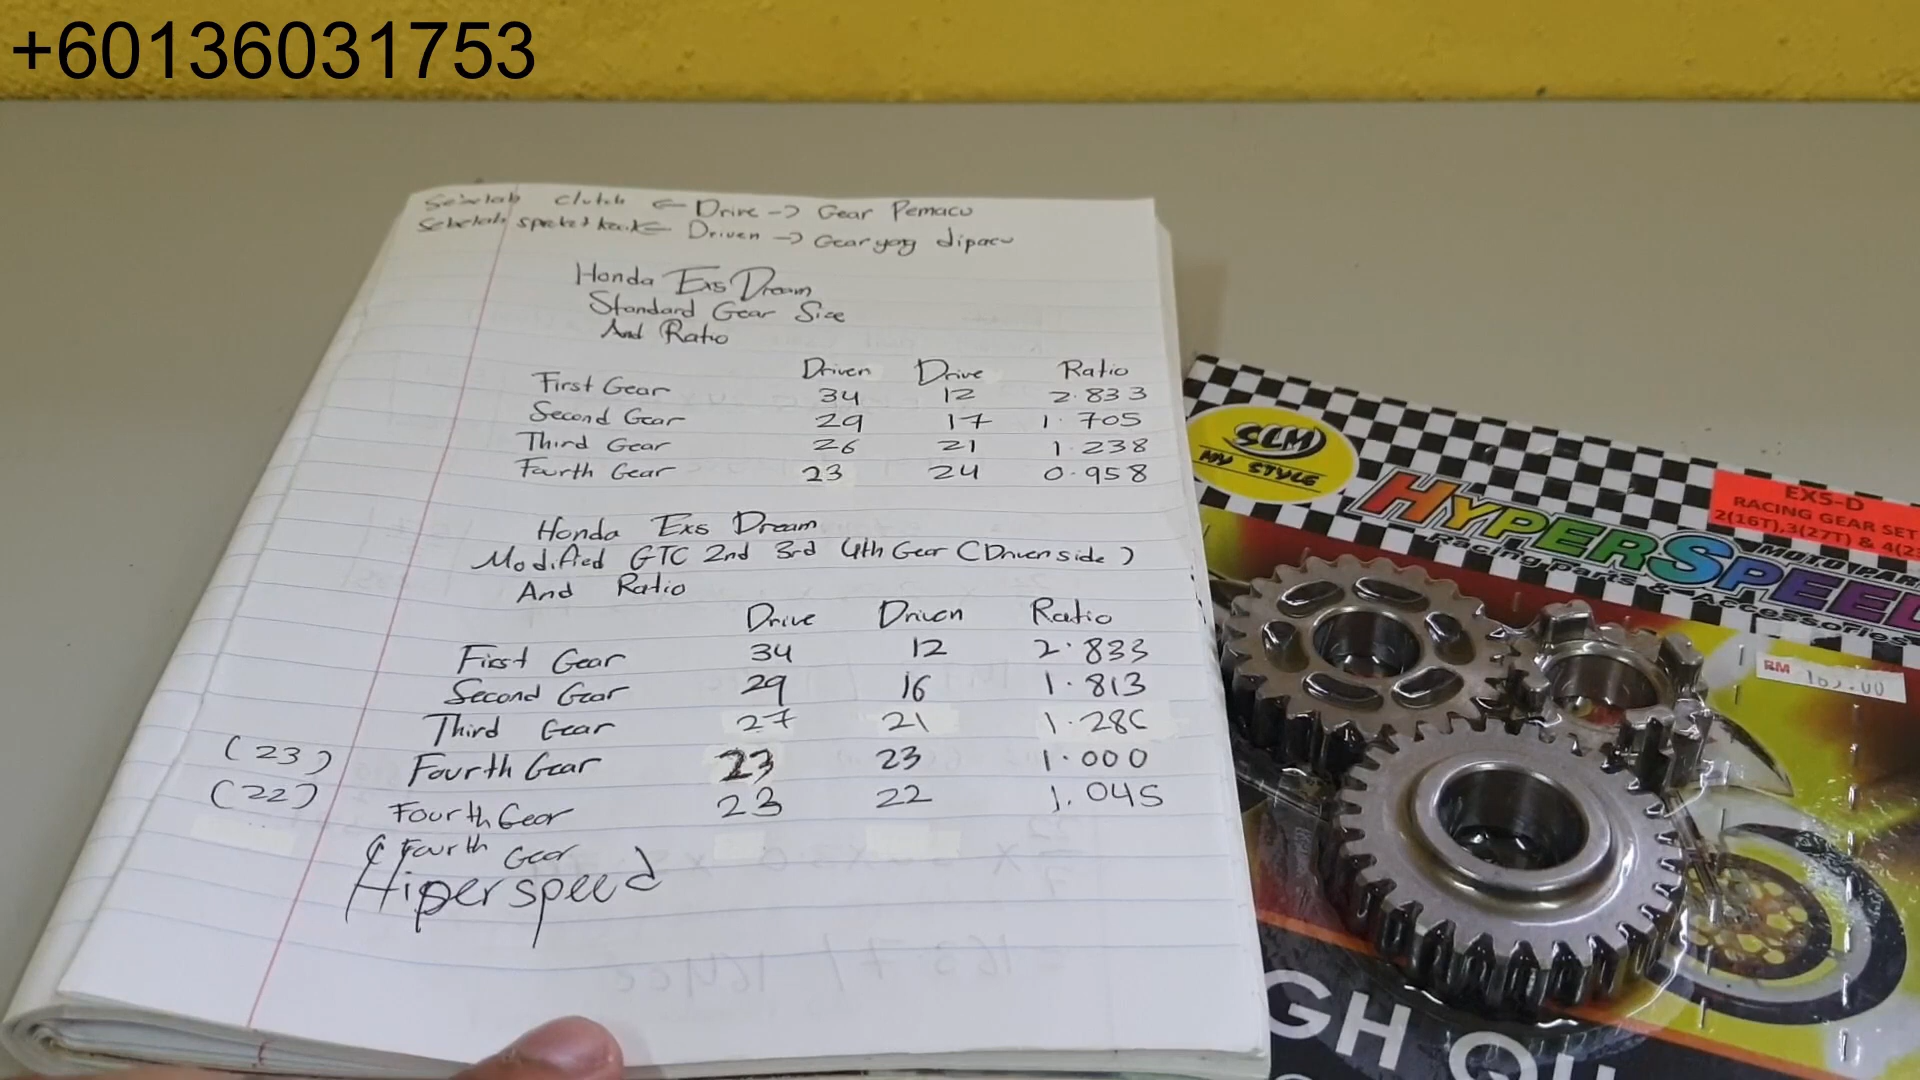 +60136031753
Sebelah clutch ← Drive → Gear Pemacu
Sebelah sproket ← Driven → Gear yang dipacu
Honda Ex5 Dream
Standard Gear Size
And Ratio
Driven Drive Ratio
First Gear 34 12 2.833
Second Gear 29 17 1.705
Third Gear 26 21 1.238
Fourth Gear 23 24 0.958
Honda Ex5 Dream
Modified GTC 2nd 3rd 4th Gear (Driven side)
And Ratio
Drive Driven Ratio
First Gear 34 12 2.833
Second Gear 29 16 1.813
Third Gear 27 21 1.286
(23) Fourth Gear 23 23 1.000
(22) Fourth Gear 23 22 1.045
Fourth Gear
Hiperspeed
SLM
MY STYLE
HYPERSPEED
Racing parts & Accessories
MOTO PAR
EX5-D
RACING GEAR SET
2(16T),3(27T) & 4(2
RM
GH QU